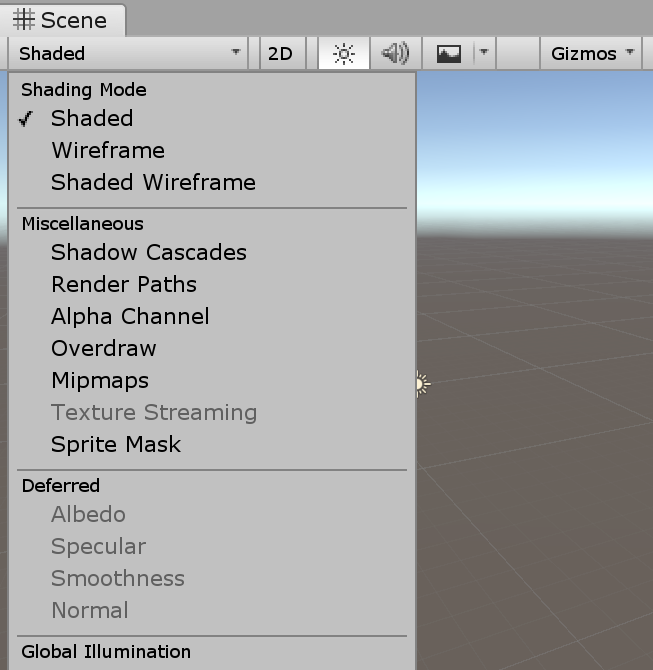 Scene
Shaded 2D Gizmos
Shading Mode
Shaded
Wireframe
Shaded Wireframe
Miscellaneous
Shadow Cascades
Render Paths
Alpha Channel
Overdraw
Mipmaps
Texture Streaming
Sprite Mask
Deferred
Albedo
Specular
Smoothness
Normal
Global Illumination